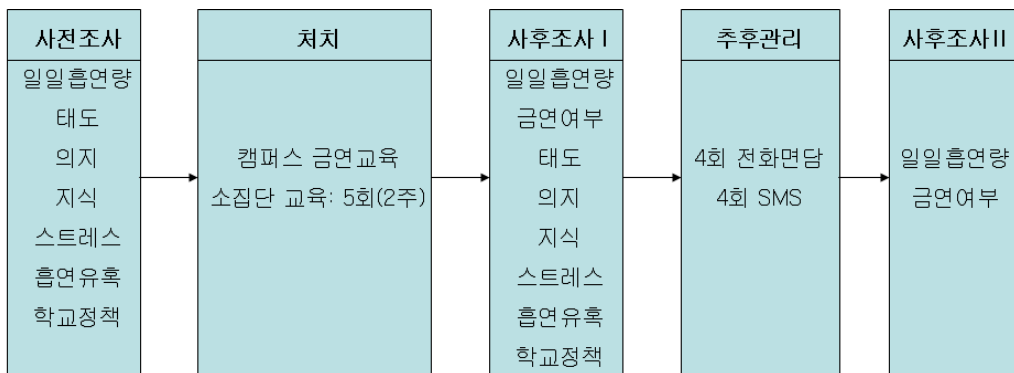 사전조사
일일흡연량
태도
의지
지식
스트레스
흡연유혹
학교정책
처치
캠퍼스 금연교육
소집단 교육: 5회(2주)
사후조사 I
일일흡연량
금연여부
태도
의지
지식
스트레스
흡연유혹
학교정책
추후관리
4회 전화면담
4회 SMS
사후조사II
일일흡연량
금연여부